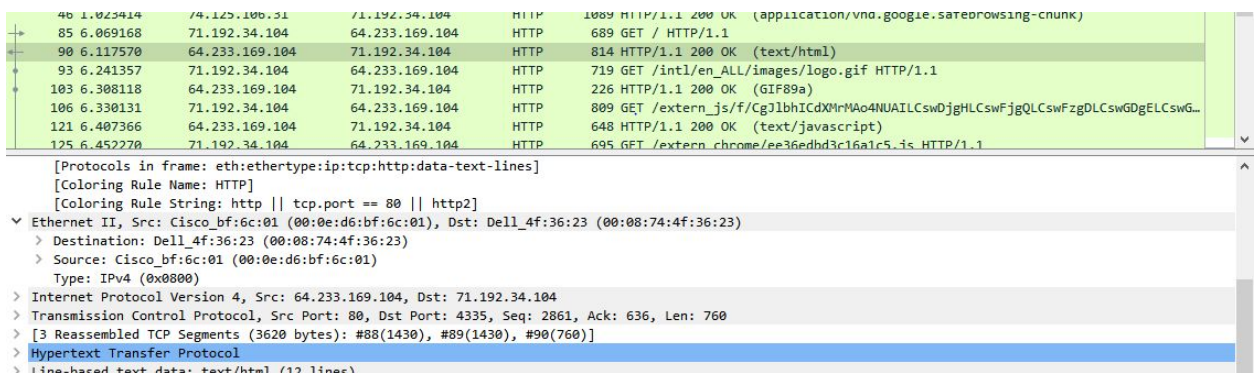 46 1.023414 74.125.106.31 71.192.34.104 HTTP 1089 HTTP/1.1 200 OK (application/vnd.google.safebrowsing-chunk)
85 6.069168 71.192.34.104 64.233.169.104 HTTP 689 GET / HTTP/1.1
90 6.117570 64.233.169.104 71.192.34.104 HTTP 814 HTTP/1.1 200 OK (text/html)
93 6.241357 71.192.34.104 64.233.169.104 HTTP 719 GET /intl/en_ALL/images/logo.gif HTTP/1.1
103 6.308118 64.233.169.104 71.192.34.104 HTTP 226 HTTP/1.1 200 OK (GIF89a)
106 6.330131 71.192.34.104 64.233.169.104 HTTP 809 GET /extern_js/f/CgJlbhICdXMrMAo4NUAILCswDjgHLCswFjgQLCswFzgDLCswGDgELCswG…
121 6.407366 64.233.169.104 71.192.34.104 HTTP 648 HTTP/1.1 200 OK (text/javascript)
125 6.452270 71.192.34.104 64.233.169.104 HTTP 695 GET /extern_chrome/ee36edbd3c16a1c5.js HTTP/1.1
[Protocols in frame: eth:ethertype:ip:tcp:http:data-text-lines]
[Coloring Rule Name: HTTP]
[Coloring Rule String: http || tcp.port == 80 || http2]
Ethernet II, Src: Cisco_bf:6c:01 (00:0e:d6:bf:6c:01), Dst: Dell_4f:36:23 (00:08:74:4f:36:23)
Destination: Dell_4f:36:23 (00:08:74:4f:36:23)
Source: Cisco_bf:6c:01 (00:0e:d6:bf:6c:01)
Type: IPv4 (0x0800)
Internet Protocol Version 4, Src: 64.233.169.104, Dst: 71.192.34.104
Transmission Control Protocol, Src Port: 80, Dst Port: 4335, Seq: 2861, Ack: 636, Len: 760
[3 Reassembled TCP Segments (3620 bytes): #88(1430), #89(1430), #90(760)]
Hypertext Transfer Protocol
Line-based text data: text/html (12 lines)